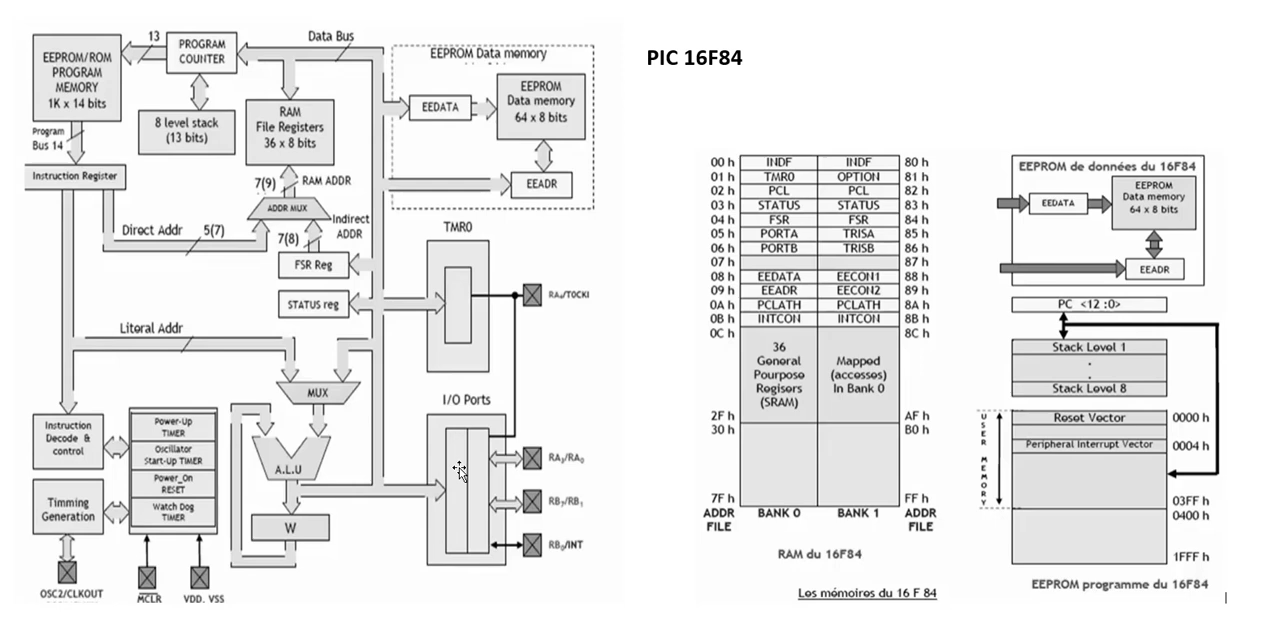 PIC 16F84
13
PROGRAM
COUNTER
Data Bus
EEPROM/ROM
PROGRAM
MEMORY
1K x 14 bits
8 level stack
(13 bits)
RAM
File Registers
36 x 8 bits
EEPROM Data memory
EEDATA
EEPROM
Data memory
64 x 8 bits
EEADR
Program
Bus 14
Instruction Register
7(9)
RAM ADDR
ADDR MUX
Direct Addr
5(7)
7(8)
Indirect
ADDR
FSR Reg
STATUS reg
TMR0
RA4/T0CKI
Literal Addr
MUX
I/O Ports
Instruction
Decode &
control
Power-Up
TIMER
Oscillator
Start-Up TIMER
Power_On
RESET
Watch Dog
TIMER
Timming
Generation
A.L.U
W
RA3/RA0
RB7/RB1
RB0/INT
OSC2/CLKOUT
MCLR
VDD, VSS
00 h INDF INDF 80 h
01 h TMR0 OPTION 81 h
02 h PCL PCL 82 h
03 h STATUS STATUS 83 h
04 h FSR FSR 84 h
05 h PORTA TRISA 85 h
06 h PORTB TRISB 86 h
07 h 87 h
08 h EEDATA EECON1 88 h
09 h EEADR EECON2 89 h
0A h PCLATH PCLATH 8A h
0B h INTCON INTCON 8B h
0C h 8C h
36
General
Pourpose
Regisers
(SRAM)
Mapped
(accesses)
In Bank 0
2F h AF h
30 h B0 h
7F h FF h
ADDR
FILE
BANK 0 BANK 1
ADDR
FILE
RAM du 16F84
Les mémoires du 16 F 84
EEPROM de données du 16F84
EEDATA
EEPROM
Data memory
64 x 8 bits
EEADR
PC <12 :0>
Stack Level 1
.
.
Stack Level 8
USER MEMORY
Reset Vector 0000 h
Peripheral Interrupt Vector 0004 h
03FF h
0400 h
1FFF h
EEPROM programme du 16F84